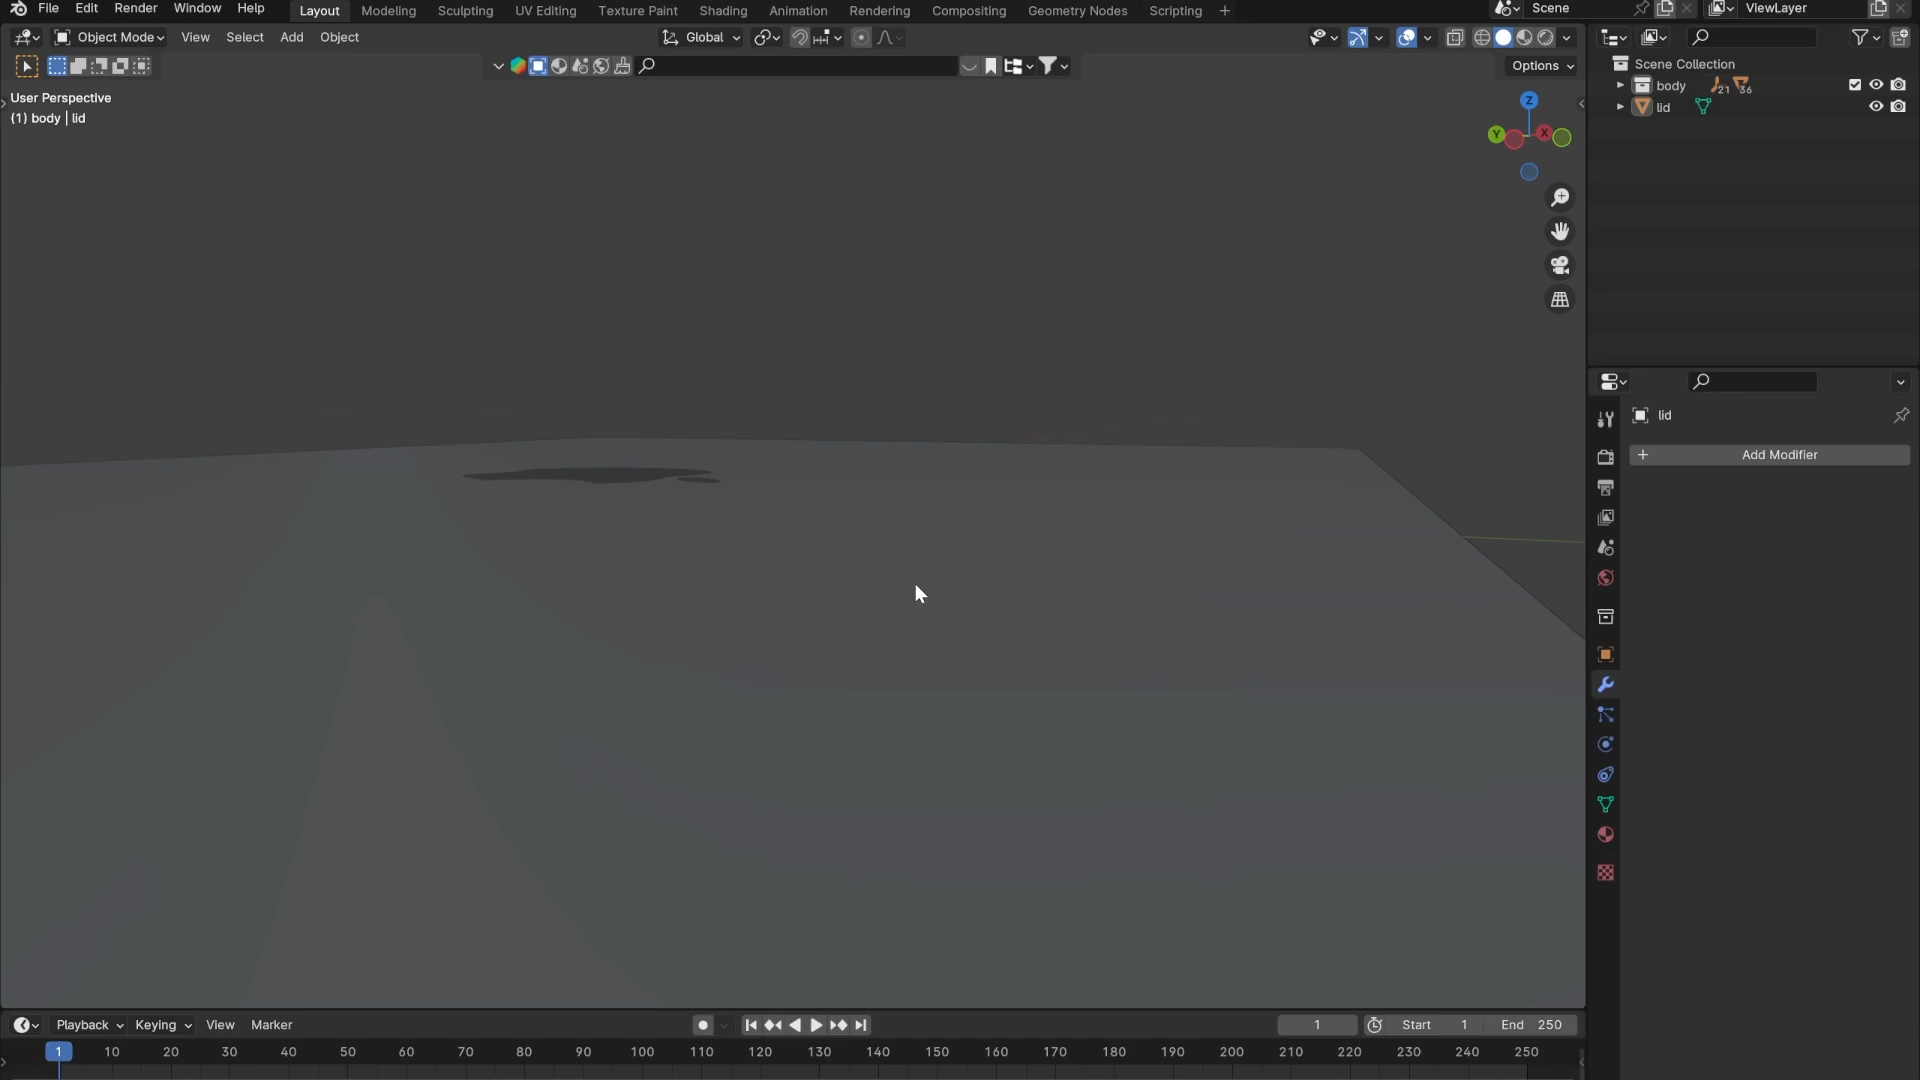 File Edit Render Window Help Layout Modeling Sculpting UV Editing Texture Paint Shading Animation Rendering Compositing Geometry Nodes Scripting + Scene ViewLayer
Object Mode View Select Add Object Global
Options
User Perspective
(1) body | lid
Z
Y
X
Scene Collection
body 21 36
lid
lid
+ Add Modifier
Playback Keying View Marker 1 Start 1 End 250
1 10 20 30 40 50 60 70 80 90 100 110 120 130 140 150 160 170 180 190 200 210 220 230 240 250